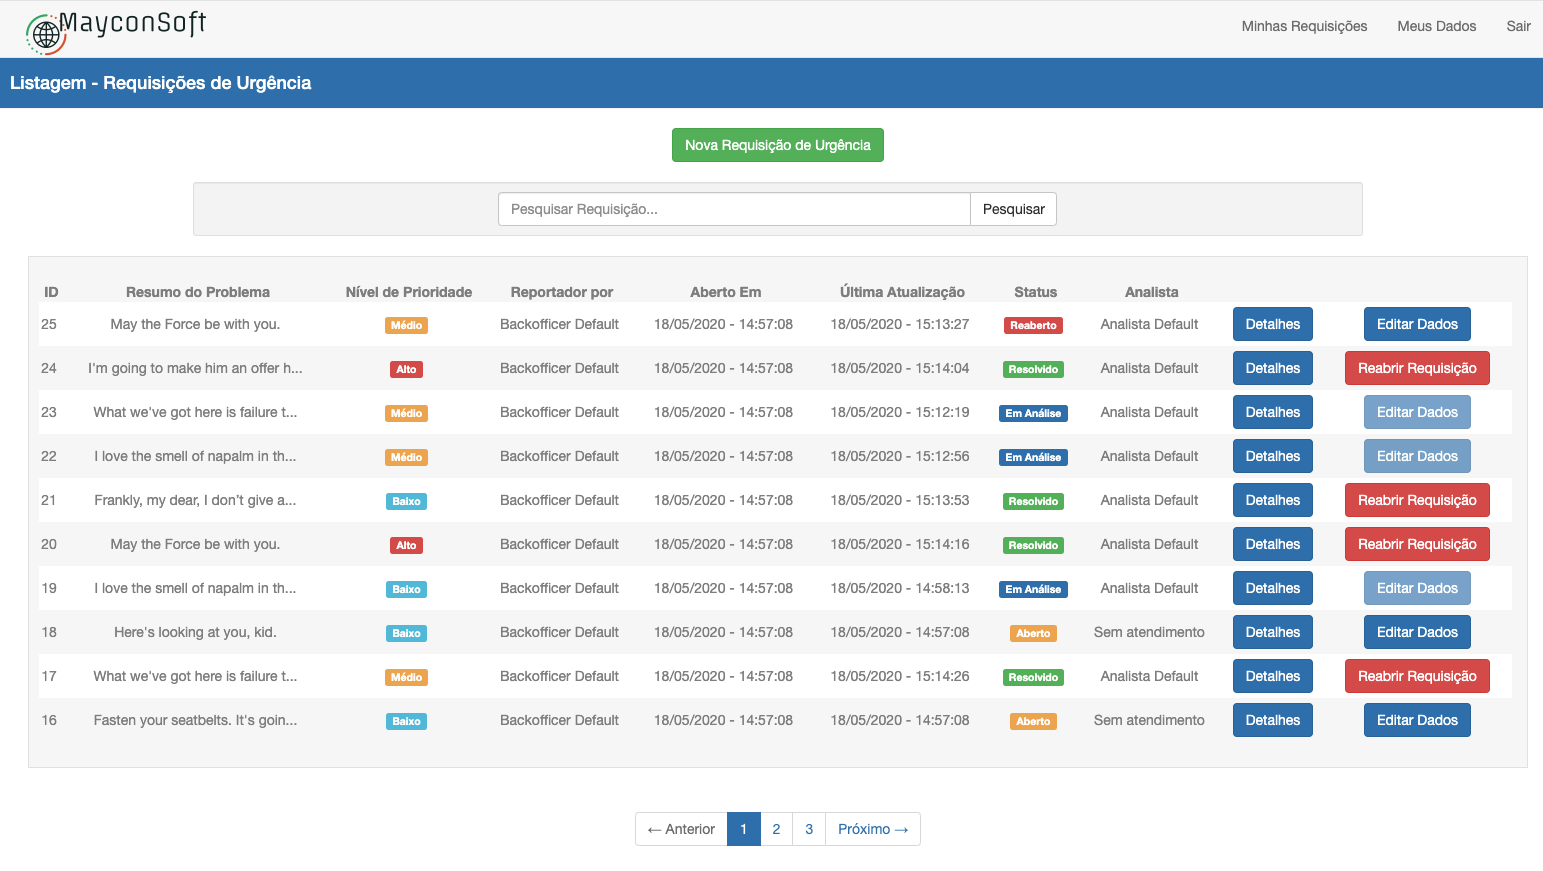 MayconSoft
Minhas Requisições Meus Dados Sair
Listagem - Requisições de Urgência
Nova Requisição de Urgência
Pesquisar Requisição... Pesquisar
ID Resumo do Problema Nível de Prioridade Reportador por Aberto Em Última Atualização Status Analista
25 May the Force be with you. Médio Backofficer Default 18/05/2020 - 14:57:08 18/05/2020 - 15:13:27 Reaberto Analista Default Detalhes Editar Dados
24 I'm going to make him an offer h... Alto Backofficer Default 18/05/2020 - 14:57:08 18/05/2020 - 15:14:04 Resolvido Analista Default Detalhes Reabrir Requisição
23 What we've got here is failure t... Médio Backofficer Default 18/05/2020 - 14:57:08 18/05/2020 - 15:12:19 Em Análise Analista Default Detalhes Editar Dados
22 I love the smell of napalm in th... Médio Backofficer Default 18/05/2020 - 14:57:08 18/05/2020 - 15:12:56 Em Análise Analista Default Detalhes Editar Dados
21 Frankly, my dear, I don’t give a... Baixo Backofficer Default 18/05/2020 - 14:57:08 18/05/2020 - 15:13:53 Resolvido Analista Default Detalhes Reabrir Requisição
20 May the Force be with you. Alto Backofficer Default 18/05/2020 - 14:57:08 18/05/2020 - 15:14:16 Resolvido Analista Default Detalhes Reabrir Requisição
19 I love the smell of napalm in th... Baixo Backofficer Default 18/05/2020 - 14:57:08 18/05/2020 - 14:58:13 Em Análise Analista Default Detalhes Editar Dados
18 Here's looking at you, kid. Baixo Backofficer Default 18/05/2020 - 14:57:08 18/05/2020 - 14:57:08 Aberto Sem atendimento Detalhes Editar Dados
17 What we've got here is failure t... Médio Backofficer Default 18/05/2020 - 14:57:08 18/05/2020 - 15:14:26 Resolvido Analista Default Detalhes Reabrir Requisição
16 Fasten your seatbelts. It's goin... Baixo Backofficer Default 18/05/2020 - 14:57:08 18/05/2020 - 14:57:08 Aberto Sem atendimento Detalhes Editar Dados
← Anterior 1 2 3 Próximo →